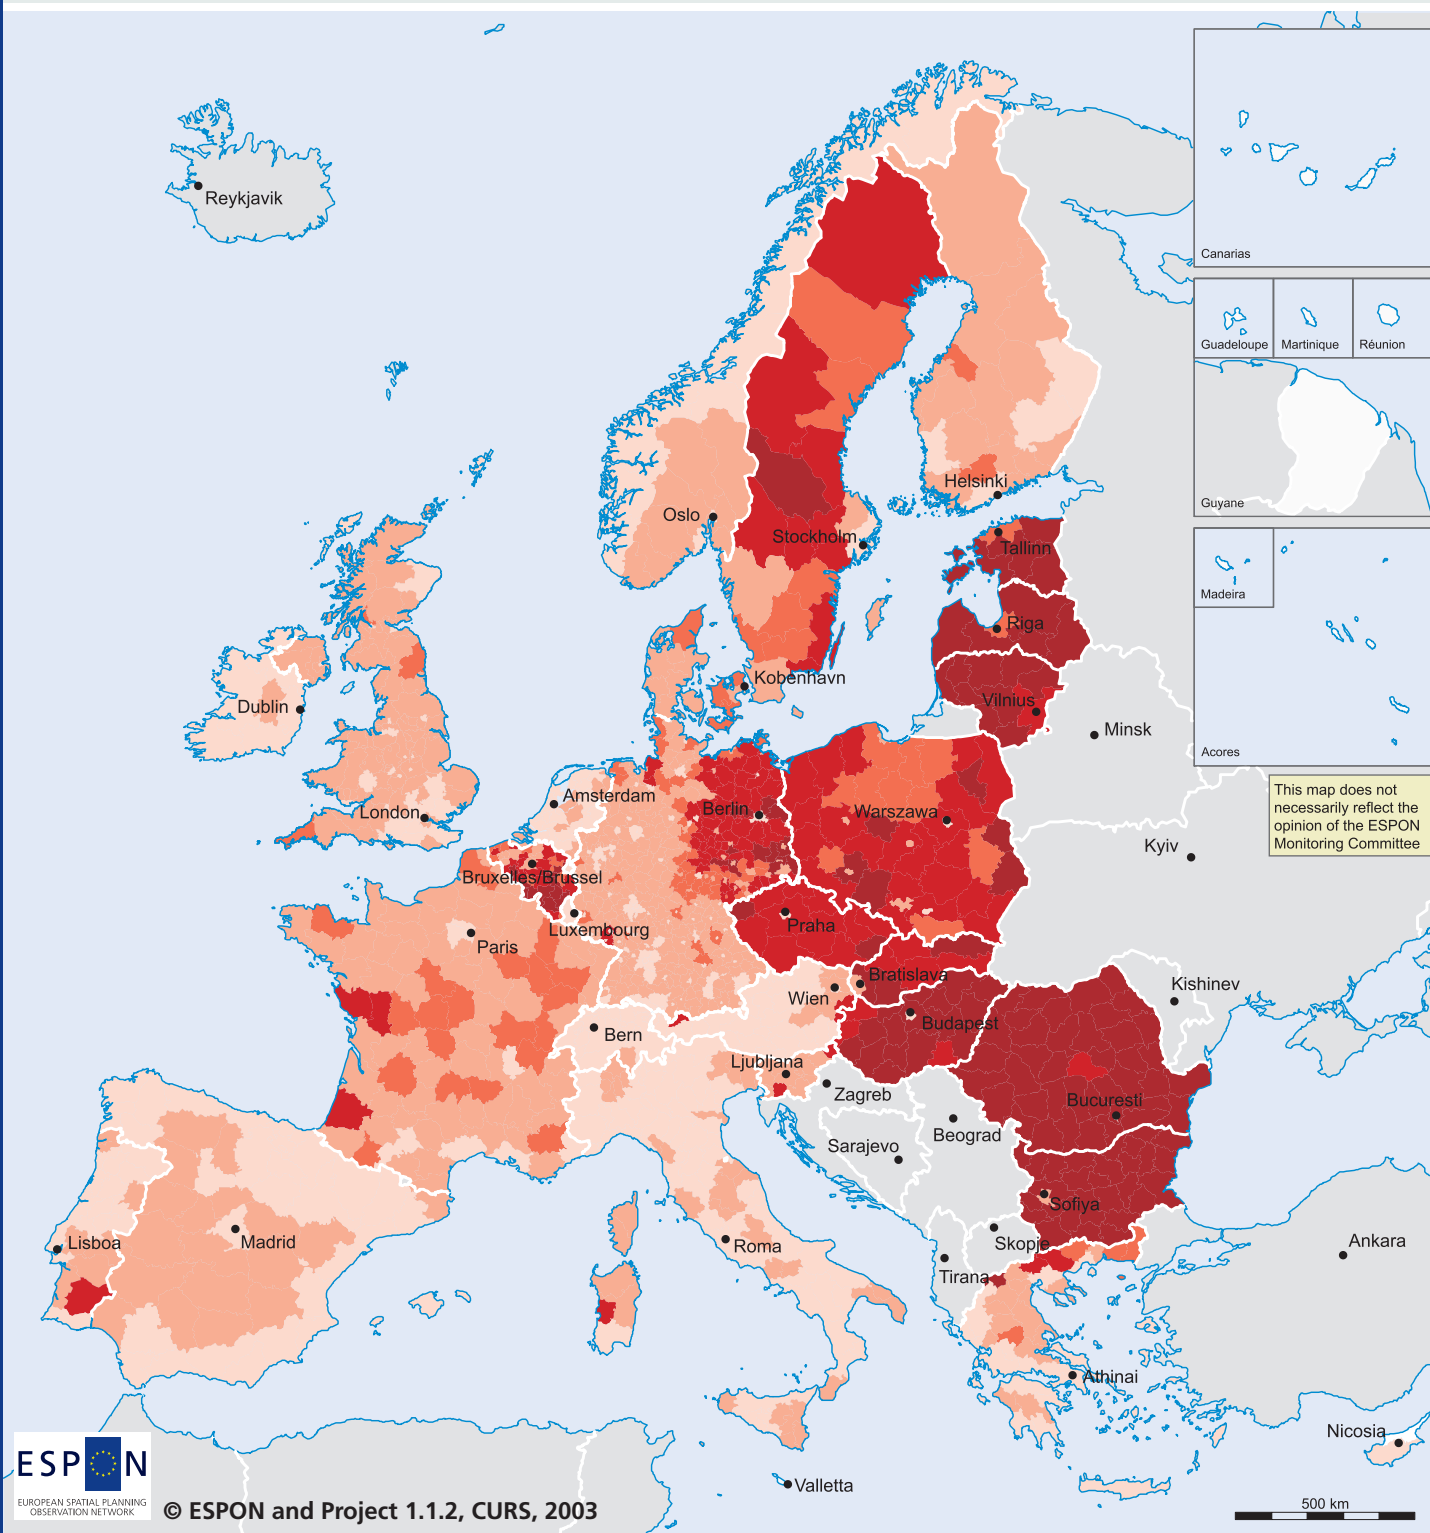 Reykjavik
Canarias
Guadeloupe
Martinique
Réunion
Guyane
Madeira
Acores
This map does not
necessarily reflect the
opinion of the ESPON
Monitoring Committee
Helsinki
Oslo
Stockholm
Tallinn
Riga
Kobenhavn
Vilnius
Dublin
Minsk
Amsterdam
London
Berlin
Warszawa
Kyiv
Bruxelles/Brussel
Luxembourg
Praha
Paris
Bratislava
Kishinev
Wien
Budapest
Bern
Ljubljana
Zagreb
Bucuresti
Beograd
Sarajevo
Sofiya
Lisboa
Madrid
Roma
Skopje
Ankara
Tirana
Athinai
Nicosia
Valletta
ESPON
EUROPEAN SPATIAL PLANNING
OBSERVATION NETWORK
© ESPON and Project 1.1.2, CURS, 2003
500 km